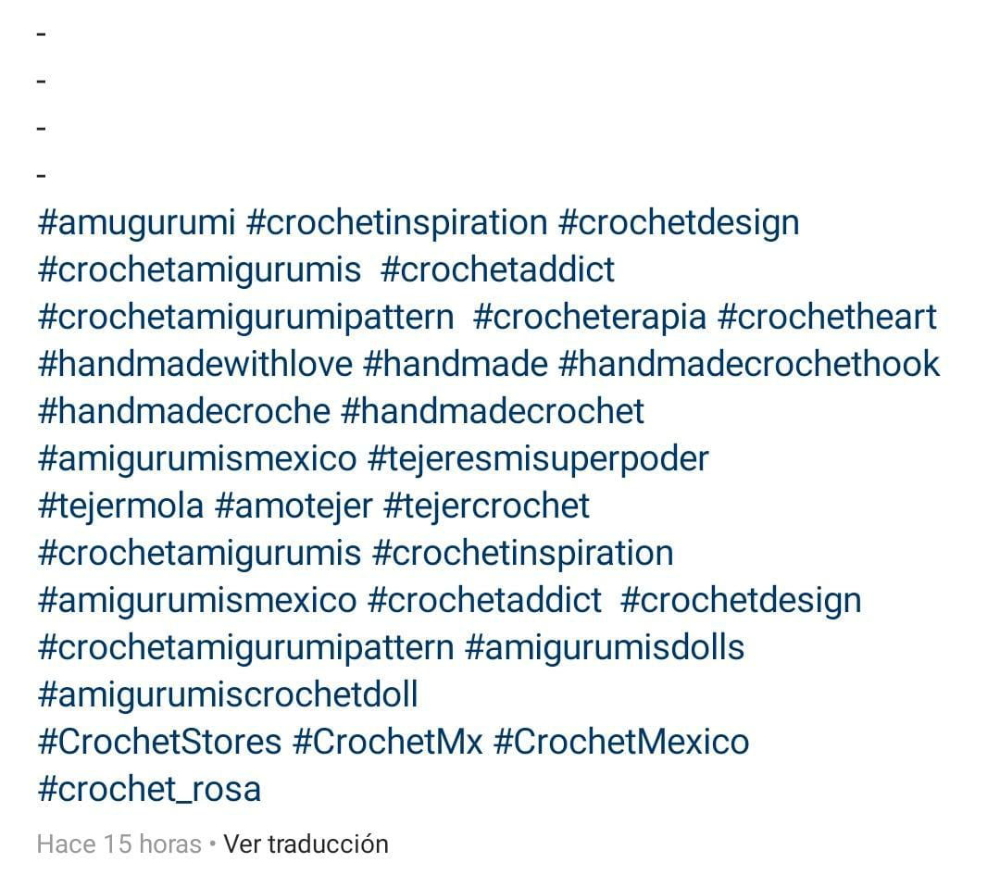 -
-
-
-
#amugurumi #crochetinspiration #crochetdesign
#crochetamigurumis  #crochetaddict
#crochetamigurumipattern  #crocheterapia #crochetheart
#handmadewithlove #handmade #handmadecrochethook
#handmadecroche #handmadecrochet
#amigurumismexico #tejeresmisuperpoder
#tejermola #amotejer #tejercrochet
#crochetamigurumis #crochetinspiration
#amigurumismexico #crochetaddict  #crochetdesign
#crochetamigurumipattern #amigurumisdolls
#amigurumiscrochetdoll
#CrochetStores #CrochetMx #CrochetMexico
#crochet_rosa
Hace 15 horas • Ver traducción